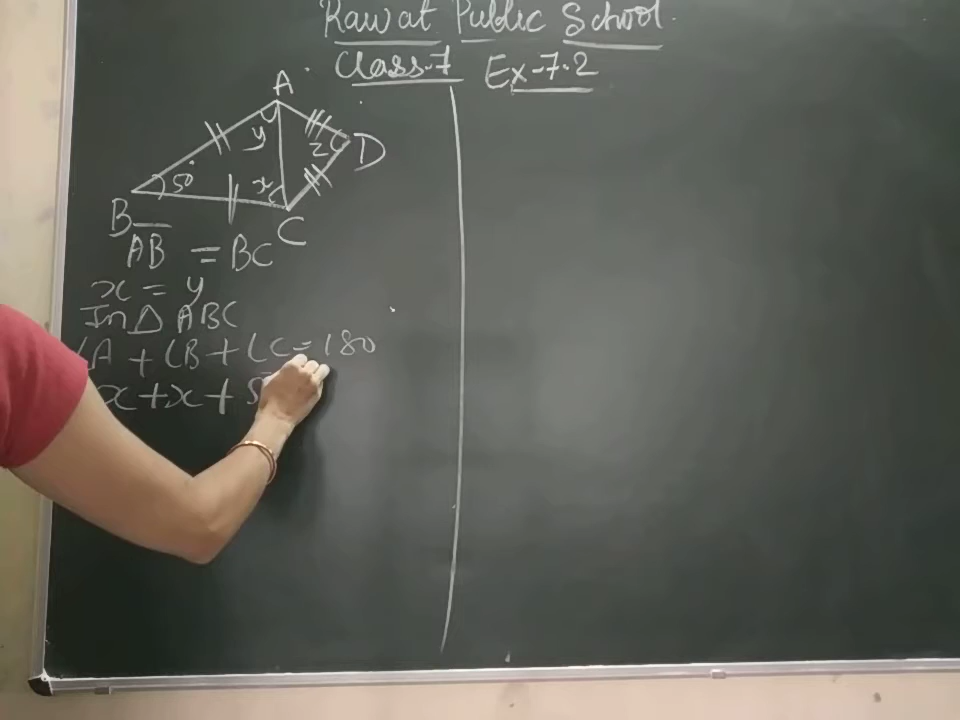 Rawat Public School
Class-7 Ex-7.2
A
y
z
D
50°
x
B
C
AB = BC
x = y
In △ ABC
∠A + ∠B + ∠C = 180
x + x + 5